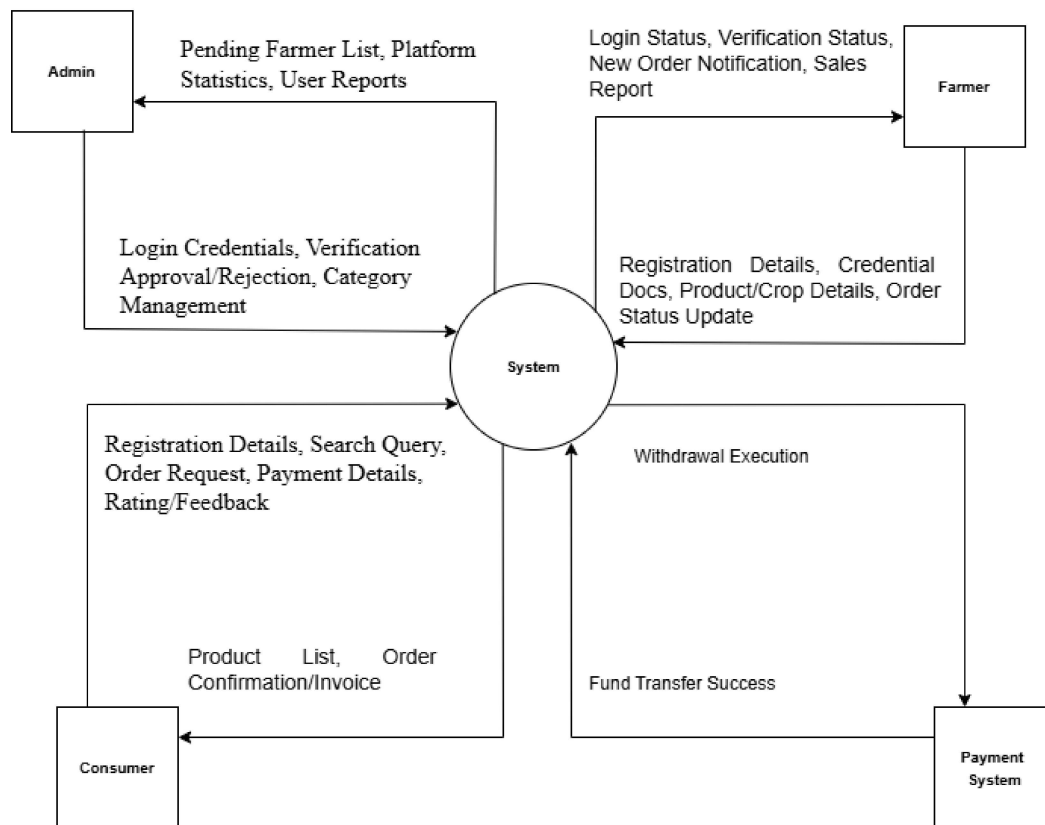 Admin
Pending Farmer List, Platform
Statistics, User Reports
Login Status, Verification Status,
New Order Notification, Sales
Report
Farmer
Login Credentials, Verification
Approval/Rejection, Category
Management
Registration Details, Credential
Docs, Product/Crop Details, Order
Status Update
System
Registration Details, Search Query,
Order Request, Payment Details,
Rating/Feedback
Withdrawal Execution
Product List, Order
Confirmation/Invoice
Fund Transfer Success
Consumer
Payment
System